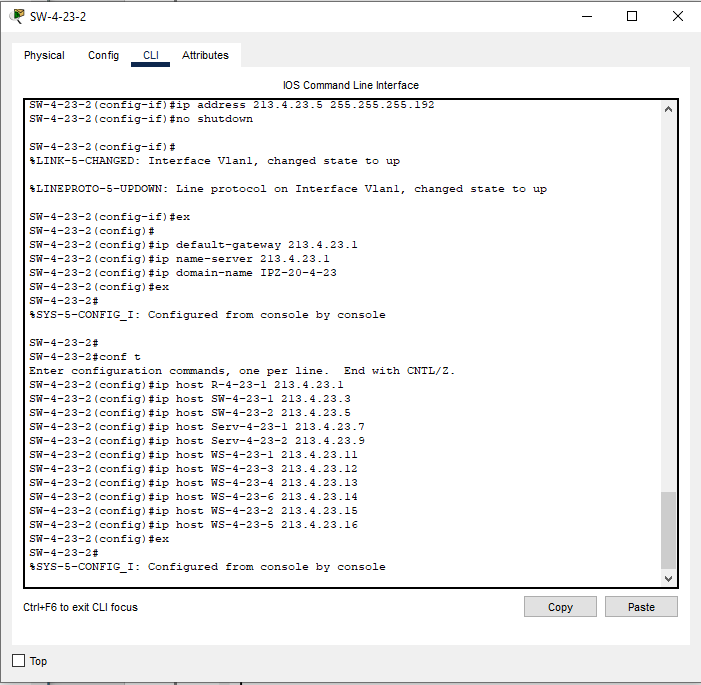 SW-4-23-2
Physical Config CLI Attributes
IOS Command Line Interface
SW-4-23-2(config-if)#ip address 213.4.23.5 255.255.255.192
SW-4-23-2(config-if)#no shutdown
SW-4-23-2(config-if)#
%LINK-5-CHANGED: Interface Vlan1, changed state to up
%LINEPROTO-5-UPDOWN: Line protocol on Interface Vlan1, changed state to up
SW-4-23-2(config-if)#ex
SW-4-23-2(config)#
SW-4-23-2(config)#ip default-gateway 213.4.23.1
SW-4-23-2(config)#ip name-server 213.4.23.1
SW-4-23-2(config)#ip domain-name IPZ-20-4-23
SW-4-23-2(config)#ex
SW-4-23-2#
%SYS-5-CONFIG_I: Configured from console by console
SW-4-23-2#
SW-4-23-2#conf t
Enter configuration commands, one per line.  End with CNTL/Z.
SW-4-23-2(config)#ip host R-4-23-1 213.4.23.1
SW-4-23-2(config)#ip host SW-4-23-1 213.4.23.3
SW-4-23-2(config)#ip host SW-4-23-2 213.4.23.5
SW-4-23-2(config)#ip host Serv-4-23-1 213.4.23.7
SW-4-23-2(config)#ip host Serv-4-23-2 213.4.23.9
SW-4-23-2(config)#ip host WS-4-23-1 213.4.23.11
SW-4-23-2(config)#ip host WS-4-23-3 213.4.23.12
SW-4-23-2(config)#ip host WS-4-23-4 213.4.23.13
SW-4-23-2(config)#ip host WS-4-23-6 213.4.23.14
SW-4-23-2(config)#ip host WS-4-23-2 213.4.23.15
SW-4-23-2(config)#ip host WS-4-23-5 213.4.23.16
SW-4-23-2(config)#ex
SW-4-23-2#
%SYS-5-CONFIG_I: Configured from console by console
Ctrl+F6 to exit CLI focus
Copy Paste
Top